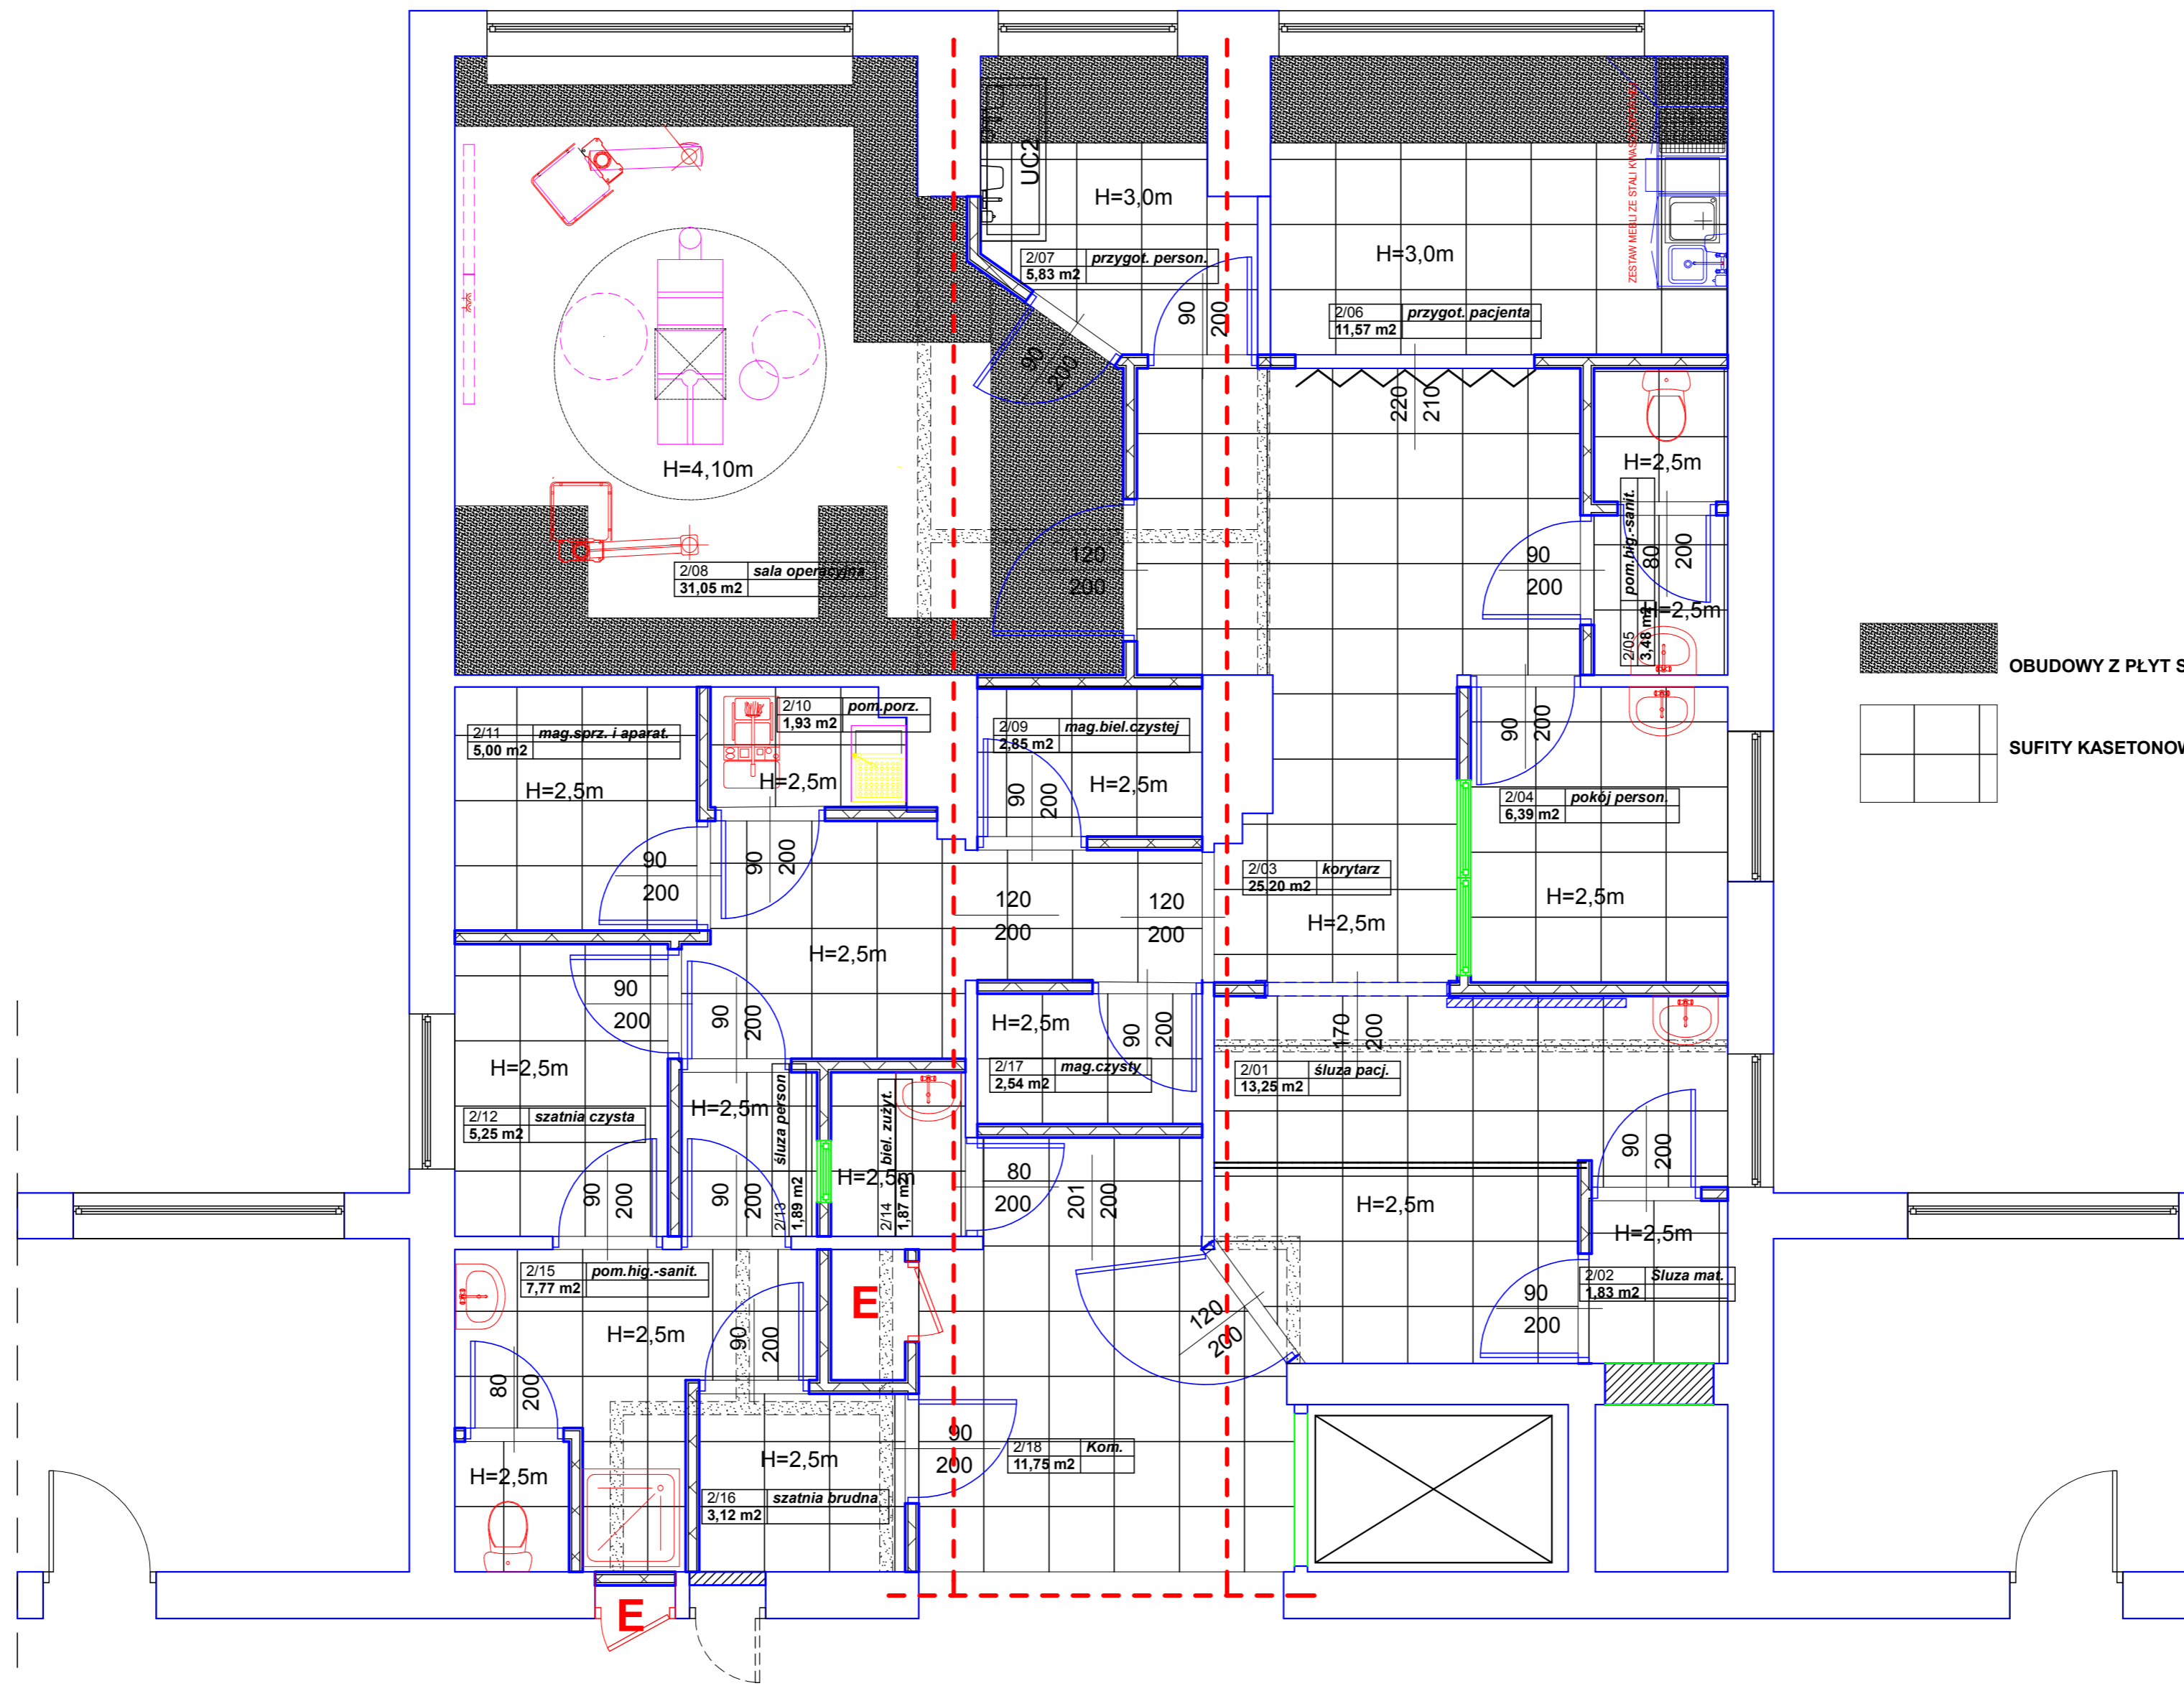 UC2
H=3,0m
2/07 przygot. person.
5,83 m2
90
200
90
200
H=3,0m
2/06 przygot. pacjenta
11,57 m2
220
210
H=4,10m
2/08 sala operacyjna
31,05 m2
120
200
H=2,5m
90
200
80
200
2/05 pom.hig.-sanit.
3,48 m2
H=2,5m
OBUDOWY Z PŁYT S
SUFITY KASETONOW
2/11 mag.sprz. i aparat.
5,00 m2
H=2,5m
2/10 pom.porz.
1,93 m2
H=2,5m
2/09 mag.biel.czystej
2,85 m2
H=2,5m
90
200
90
200
2/04 pokój person.
6,39 m2
H=2,5m
90
200
90
200
2/03 korytarz
25,20 m2
H=2,5m
120
200
120
200
H=2,5m
90
200
90
200
H=2,5m
2/17 mag.czysty
2,54 m2
90
200
170
200
2/01 śluza pacj.
13,25 m2
H=2,5m
2/12 szatnia czysta
5,25 m2
H=2,5m
2/13 śluza person
1,89 m2
2/14 biel. zużyt.
1,87 m2
H=2,5m
90
200
90
200
80
200
201
200
90
200
H=2,5m
H=2,5m
2/02 Śluza mat.
1,83 m2
90
200
120
200
2/15 pom.hig.-sanit.
7,77 m2
H=2,5m
90
200
E
80
200
H=2,5m
H=2,5m
2/16 szatnia brudna
3,12 m2
90
200
2/18 Kom.
11,75 m2
E